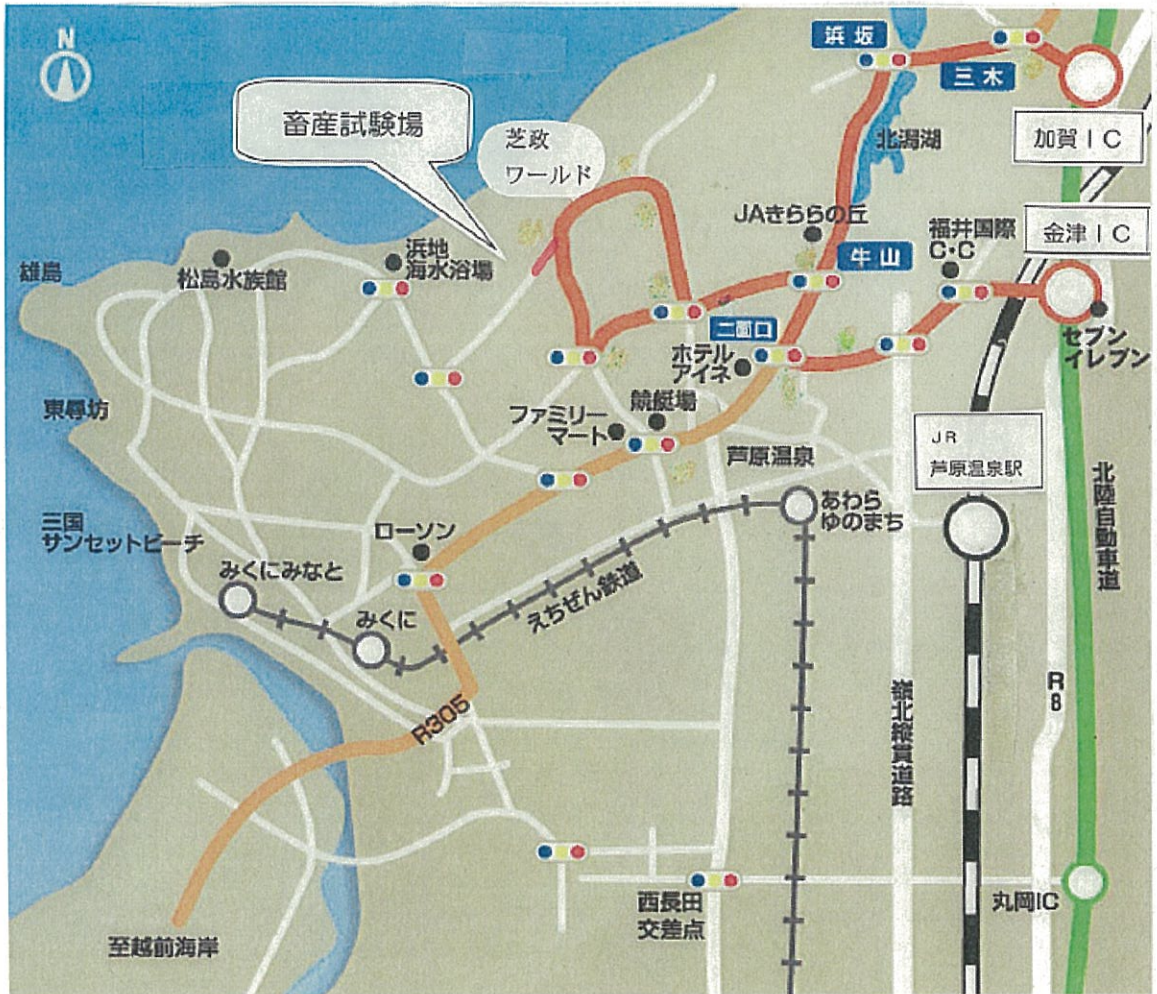 N
浜坂
三木
畜産試験場
芝政
ワールド
北潟湖
加賀IC
JAきららの丘
福井国際
C・C
金津IC
雄島
松島水族館
浜地
海水浴場
牛山
二面口
ホテル
アイネ
セブン
イレブン
東尋坊
ファミリー
マート
競艇場
芦原温泉
JR
芦原温泉駅
北陸自動車道
三国
サンセットビーチ
ローソン
あわら
ゆのまち
みくにみなと
みくに
えちぜん鉄道
R305
嶺北縦貫道路
R8
西長田
交差点
丸岡IC
至越前海岸